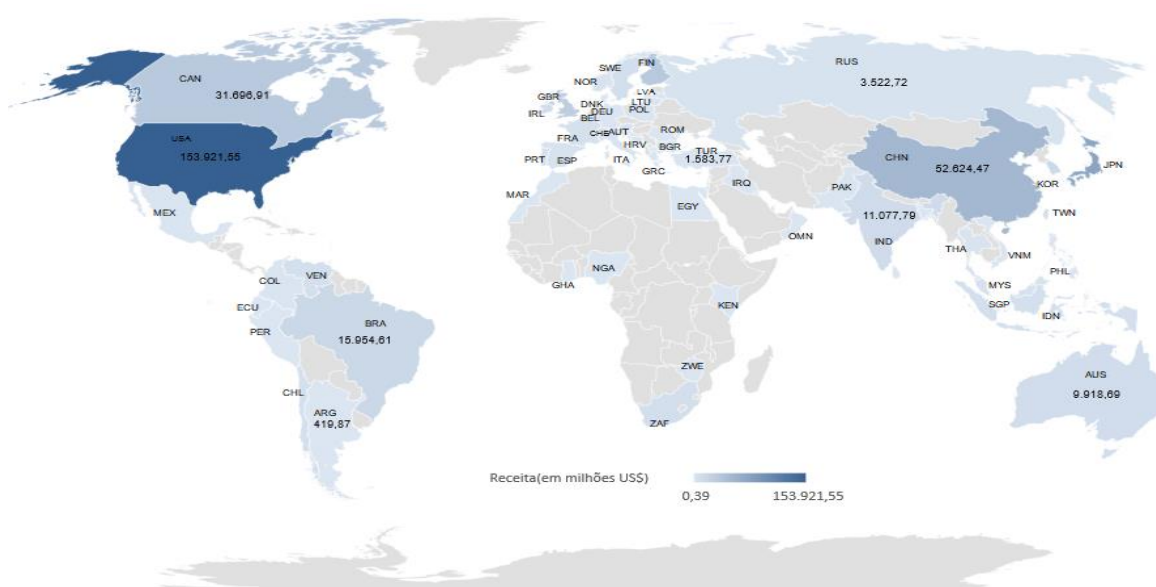 CAN
31.696,91
USA
153.921,55
MEX
COL
VEN
ECU
PER
BRA
15.954,61
CHL
ARG
419,87
SWE
FIN
NOR
GBR
IRL
DNK
LVA
LTU
DEU
POL
BEL
FRA
CHE
AUT
ROM
HRV
BGR
PRT
ESP
ITA
GRC
TUR
1.583,77
RUS
3.522,72
MAR
EGY
IRQ
OMN
GHA
NGA
KEN
ZWE
ZAF
PAK
CHN
52.624,47
KOR
JPN
TWN
11.077,79
IND
THA
VNM
PHL
MYS
SGP
IDN
AUS
9.918,69
Receita(em milhões US$)
0,39 153.921,55